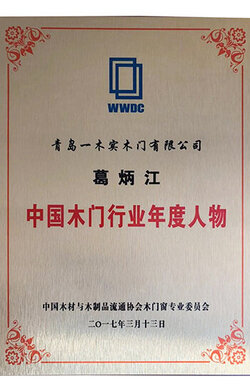 WWDC
青岛一木实木门有限公司
葛炳江
中国木门行业年度人物
中国木材与木制品流通协会木门窗专业委员会
二〇一七年三月十三日